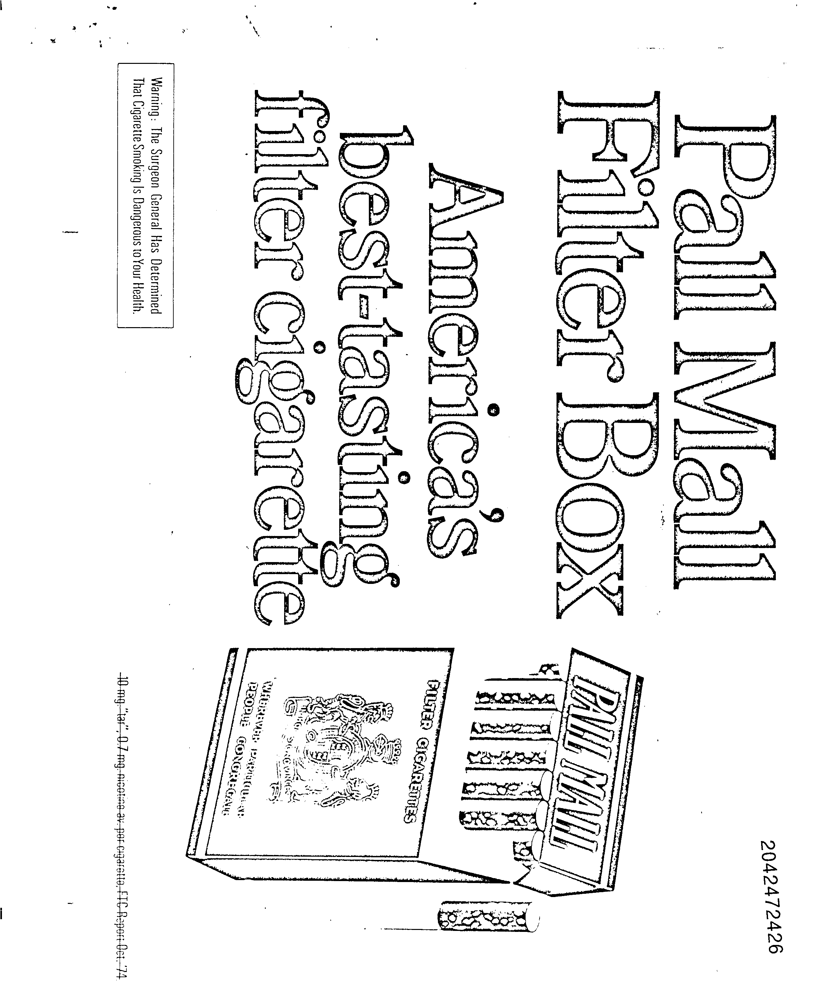 Pall Mall
Filter Box
America's
best-tasting
filter cigarette
Warning: The Surgeon General Has Determined
That Cigarette Smoking Is Dangerous to Your Health.
PALL MALL
FILTER CIGARETTES
WHEREVER PARTICULAR
PEOPLE CONGREGATE
10 mg. "tar", 0.7 mg. nicotine av. per cigarette, FTC Report Oct. '74
2042472426